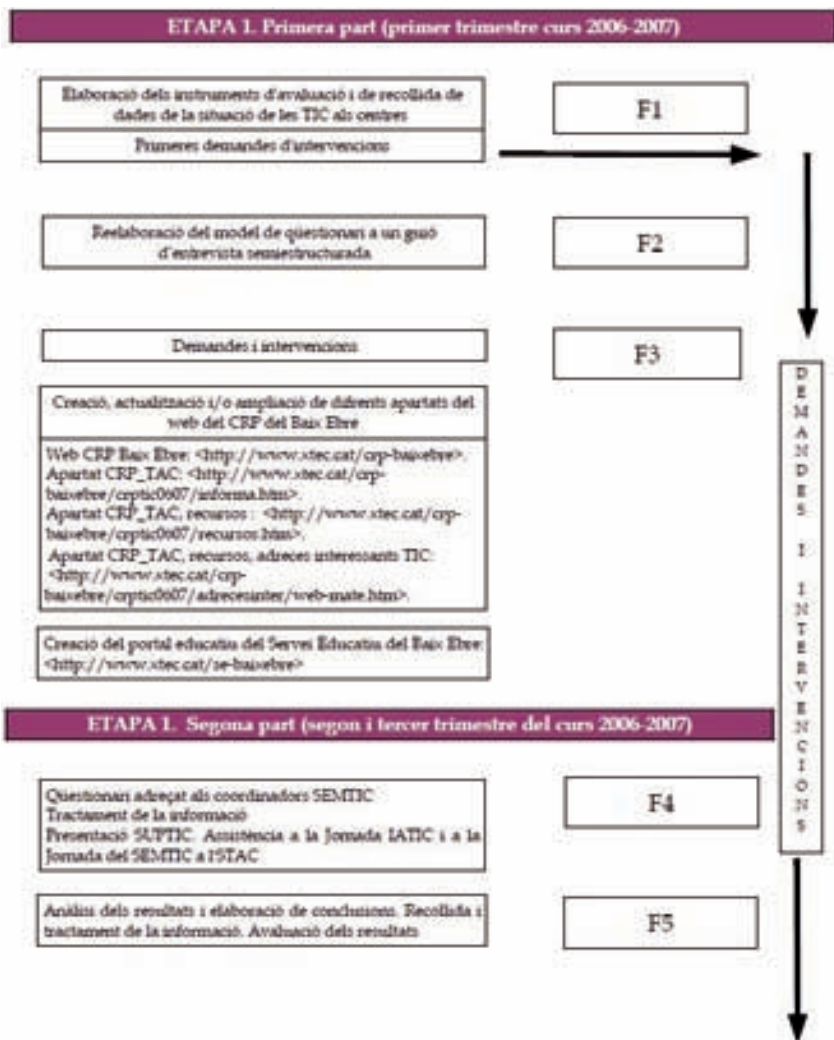 ETAPA 1. Primera part (primer trimestre curs 2006-2007)
Elaboració dels instruments d'avaluació i de recollida de
dades de la situació de les TIC als centres
F1
Primeres demandes d'intervencions
Reelaboració del model de qüestionari a un guió
d'entrevista semiestructurada
F2
Demandes i intervencions
F3
Creació, actualització i/o ampliació de difrents apartats del
web del CRP del Baix Ebre
Web CRP Baix Ebre: <http://www.xtec.cat/crp-baixebre>.
Apartat CRP_TAC: <http://www.xtec.cat/crp-
baixebre/crptic0607/informa.htm>.
Apartat CRP_TAC, recursos : <http://www.xtec.cat/crp-
baixebre/crptic0607/recursos.htm>.
Apartat CRP_TAC, recursos, adreces interessants TIC:
<http://www.xtec.cat/crp-
baixebre/crptic0607/adrecesinter/web-mate.htm>.
Creació del portal educatiu del Servei Educatiu del Baix Ebre:
<http://www.xtec.cat/se-baixebre>
DEMANDES I INTERVENCIONS
ETAPA 1. Segona part (segon i tercer trimestre del curs 2006-2007)
Qüestionari adreçat als coordinadors SEMTIC
Tractament de la informació
Presentació SUPTIC. Assistència a la Jornada IATIC i a la
Jornada del SEMTIC a l'STAC
F4
Anàlisi dels resultats i elaboració de conclusions. Recollida i
tractament de la informació. Avaluació dels resultats
F5